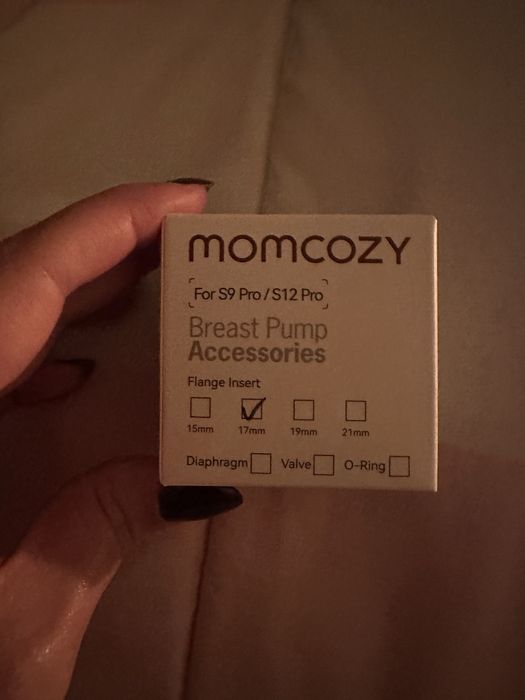 momcozy
For S9 Pro / S12 Pro
Breast Pump
Accessories
Flange Insert
15mm 17mm 19mm 21mm
Diaphragm Valve O-Ring